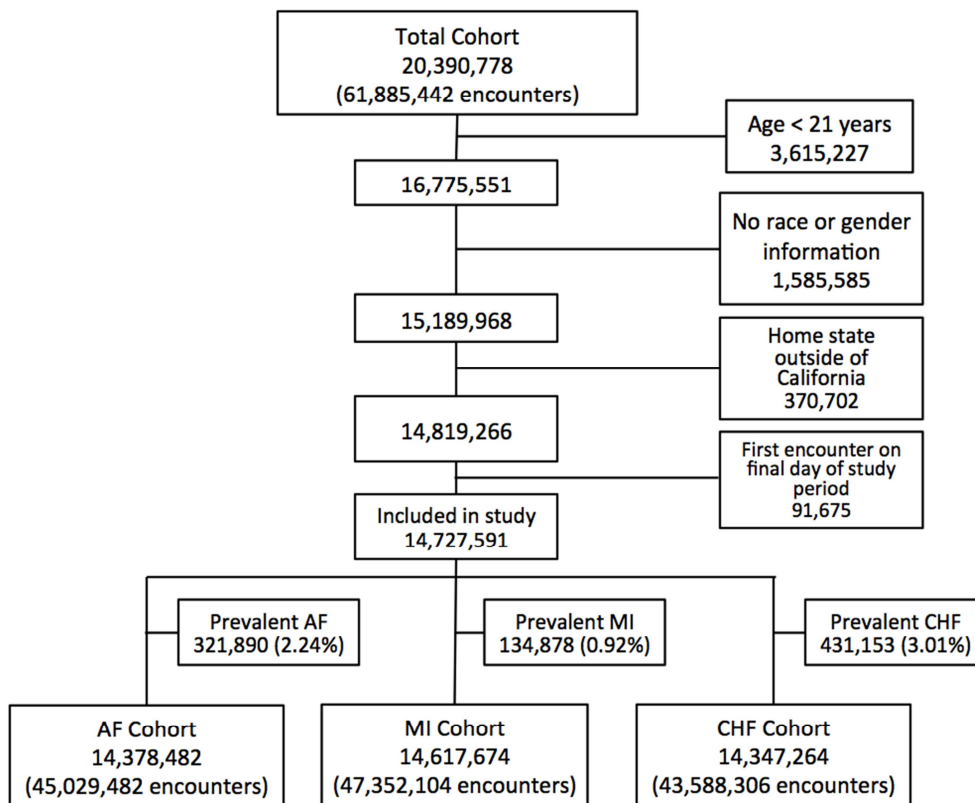 Total Cohort
20,390,778
(61,885,442 encounters)
Age < 21 years
3,615,227
16,775,551
No race or gender
information
1,585,585
15,189,968
Home state
outside of
California
370,702
14,819,266
First encounter on
final day of study
period
91,675
Included in study
14,727,591
Prevalent AF
321,890 (2.24%)
Prevalent MI
134,878 (0.92%)
Prevalent CHF
431,153 (3.01%)
AF Cohort
14,378,482
(45,029,482 encounters)
MI Cohort
14,617,674
(47,352,104 encounters)
CHF Cohort
14,347,264
(43,588,306 encounters)